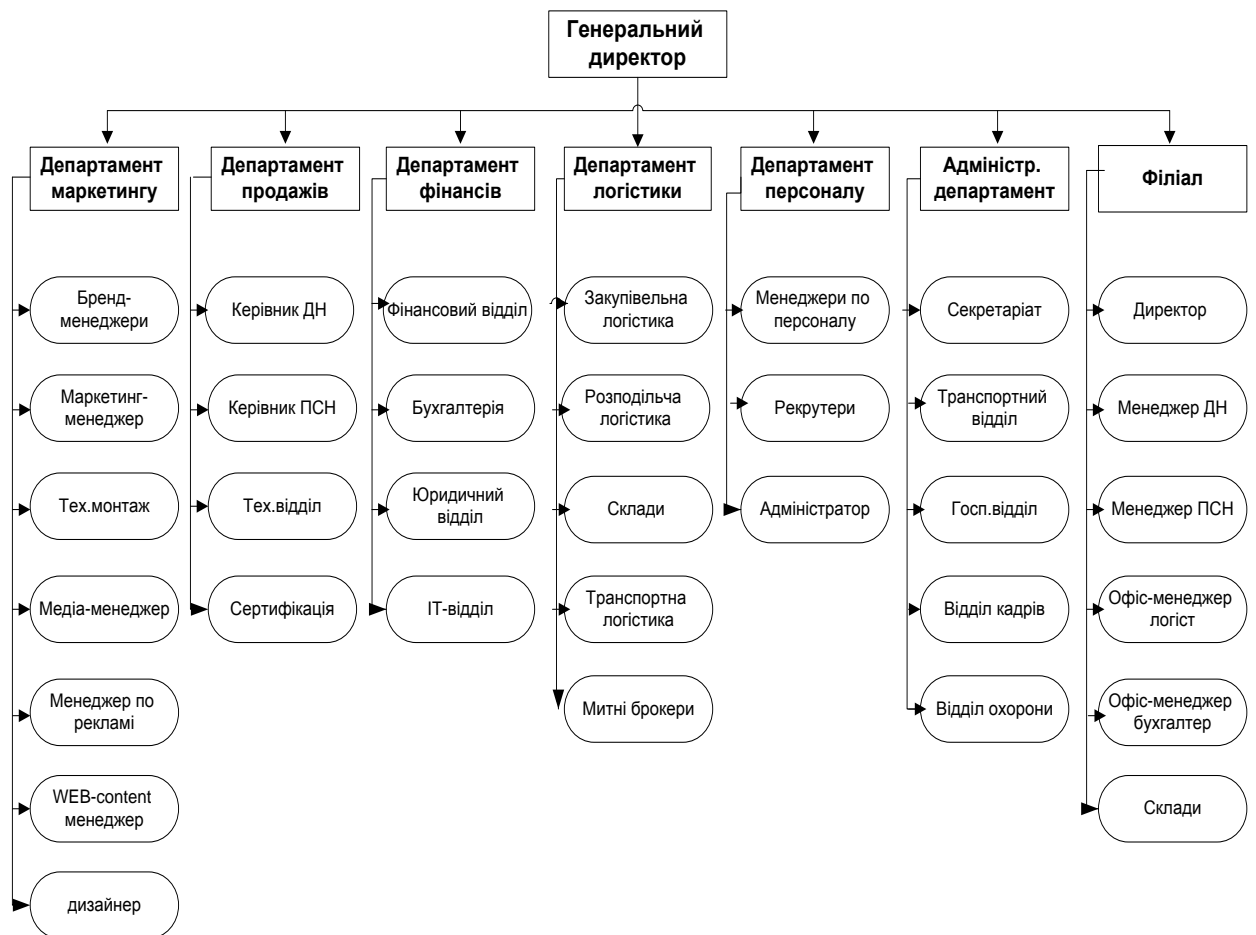 Генеральний
директор
Департамент
маркетингу
Департамент
продажів
Департамент
фінансів
Департамент
логістики
Департамент
персоналу
Адміністр.
департамент
Філіал
Бренд-
менеджери
Маркетинг-
менеджер
Тех.монтаж
Медіа-менеджер
Менеджер по
рекламі
WEB-content
менеджер
дизайнер
Керівник ДН
Керівник ПСН
Тех.відділ
Сертифікація
Фінансовий відділ
Бухгалтерія
Юридичний
відділ
ІТ-відділ
Закупівельна
логістика
Розподільча
логістика
Склади
Транспортна
логістика
Митні брокери
Менеджери по
персоналу
Рекрутери
Адміністратор
Секретаріат
Транспортний
відділ
Госп.відділ
Відділ кадрів
Відділ охорони
Директор
Менеджер ДН
Менеджер ПСН
Офіс-менеджер
логіст
Офіс-менеджер
бухгалтер
Склади